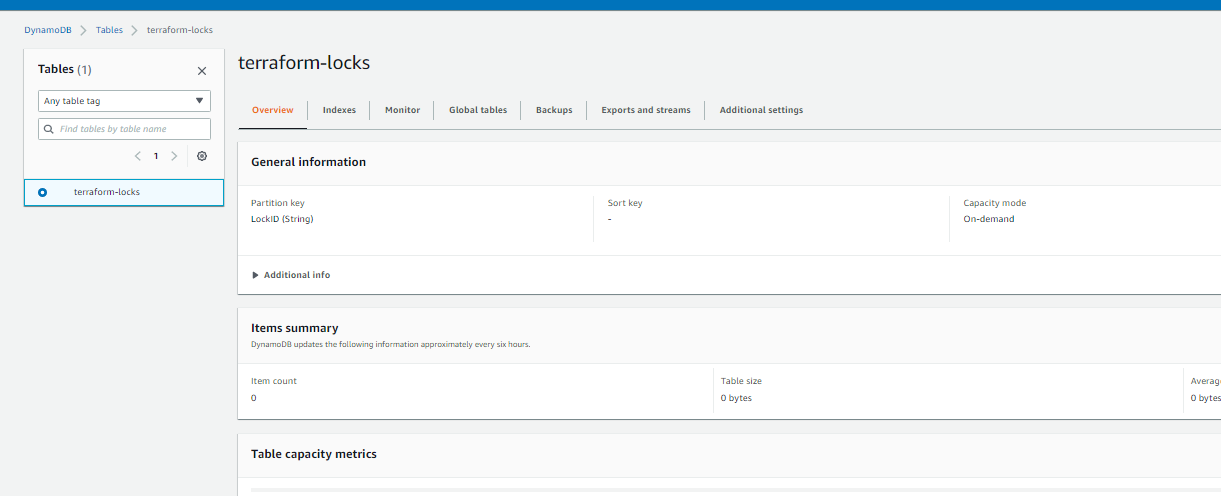 DynamoDB
Tables
terraform-locks
Tables (1)
Any table tag
Find tables by table name
1
terraform-locks
terraform-locks
Overview
Indexes
Monitor
Global tables
Backups
Exports and streams
Additional settings
General information
Partition key
LockID (String)
Sort key
-
Capacity mode
On-demand
Additional info
Items summary
DynamoDB updates the following information approximately every six hours.
Item count
0
Table size
0 bytes
0 bytes
Table capacity metrics